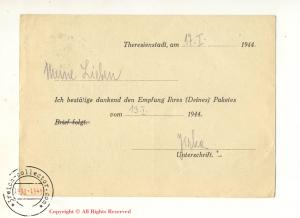 Theresienstadt, am 17.I. 1944.
Meine Lieben
Ich bestätige dankend den Empfang Ihres (Deines) Paketes
vom 13.I. 1944.
Brief folgt.
Unterschrift.
Copyright © All Rights Reserved